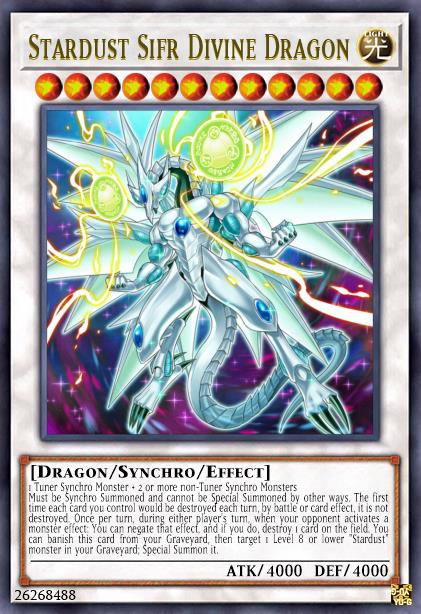 STARDUST SIFR DIVINE DRAGON
LIGHT
光
[DRAGON/SYNCHRO/EFFECT]
1 Tuner Synchro Monster + 2 or more non-Tuner Synchro Monsters
Must be Synchro Summoned and cannot be Special Summoned by other ways. The first
time each card you control would be destroyed each turn, by battle or card effect, it is not
destroyed. Once per turn, during either player's turn, when your opponent activates a
monster effect: You can negate that effect, and if you do, destroy 1 card on the field. You
can banish this card from your Graveyard, then target 1 Level 8 or lower "Stardust"
monster in your Graveyard; Special Summon it.
ATK/4000 DEF/4000
26268488